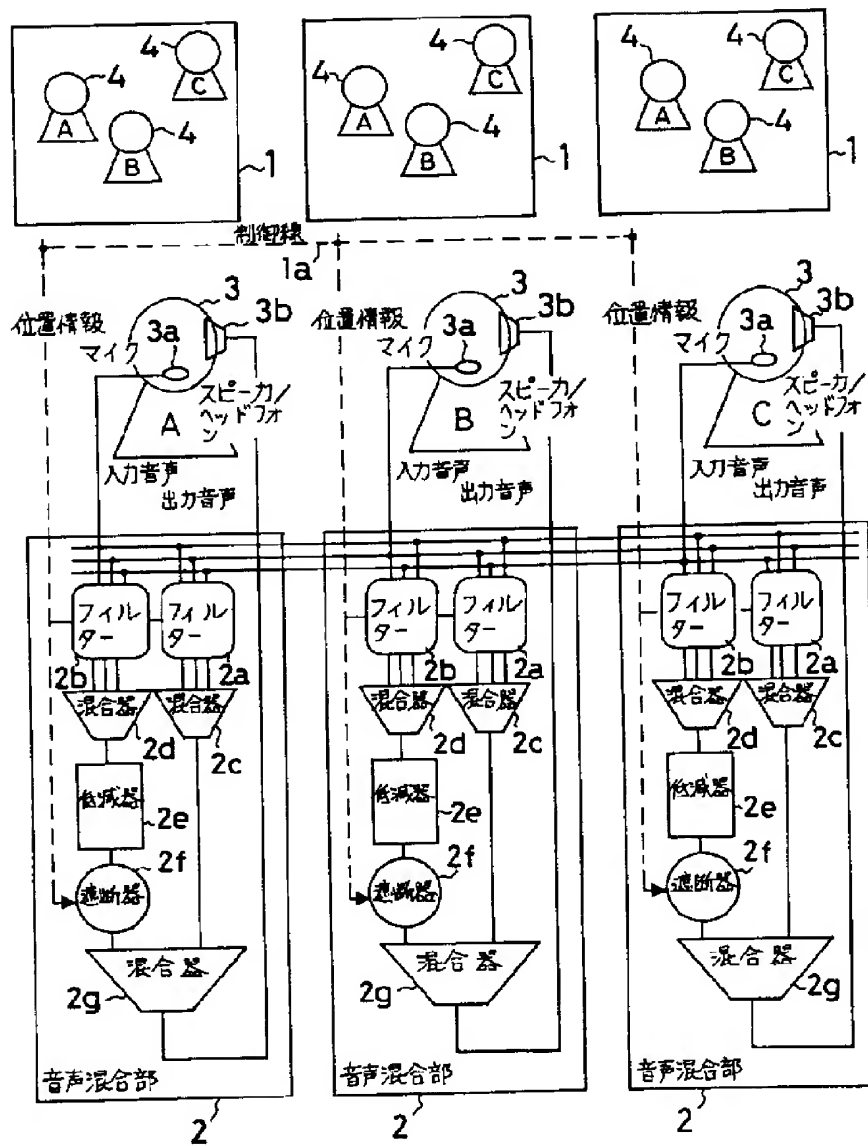 4
4
C
A
4
B
1
4
4
C
A
4
B
1
4
4
C
A
4
B
1
制御線
1a
位置情報
3
3b
3a
マイク
スピーカ/
ヘッドフォ
ン
A
入力音声
出力音声
位置情報
3
3b
3a
マイク
スピーカ/
ヘッドフォ
ン
B
入力音声
出力音声
位置情報
3
3b
3a
マイク
スピーカ/
ヘッドフォ
ン
C
入力音声
出力音声
フィル
ター
フィル
ター
2b
2a
混合器
混合器
2d
2c
低減器
2e
2f
遮断器
混合器
2g
音声混合部
2
フィル
ター
フィル
ター
2b
2a
混合器
混合器
2d
2c
低減器
2e
2f
遮断器
混合器
2g
音声混合部
2
フィル
ター
フィル
ター
2b
2a
混合器
混合器
2d
2c
低減器
2e
2f
遮断器
混合器
2g
音声混合部
2